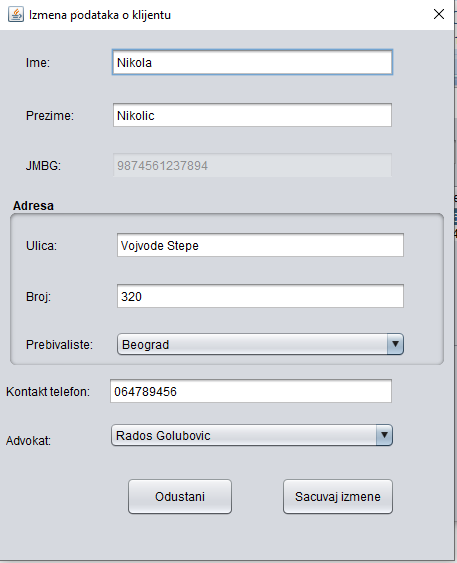 Izmena podataka o klijentu
Ime: Nikola
Prezime: Nikolic
JMBG: 9874561237894
Adresa
Ulica: Vojvode Stepe
Broj: 320
Prebivaliste: Beograd
Kontakt telefon: 064789456
Advokat: Rados Golubovic
Odustani Sacuvaj izmene